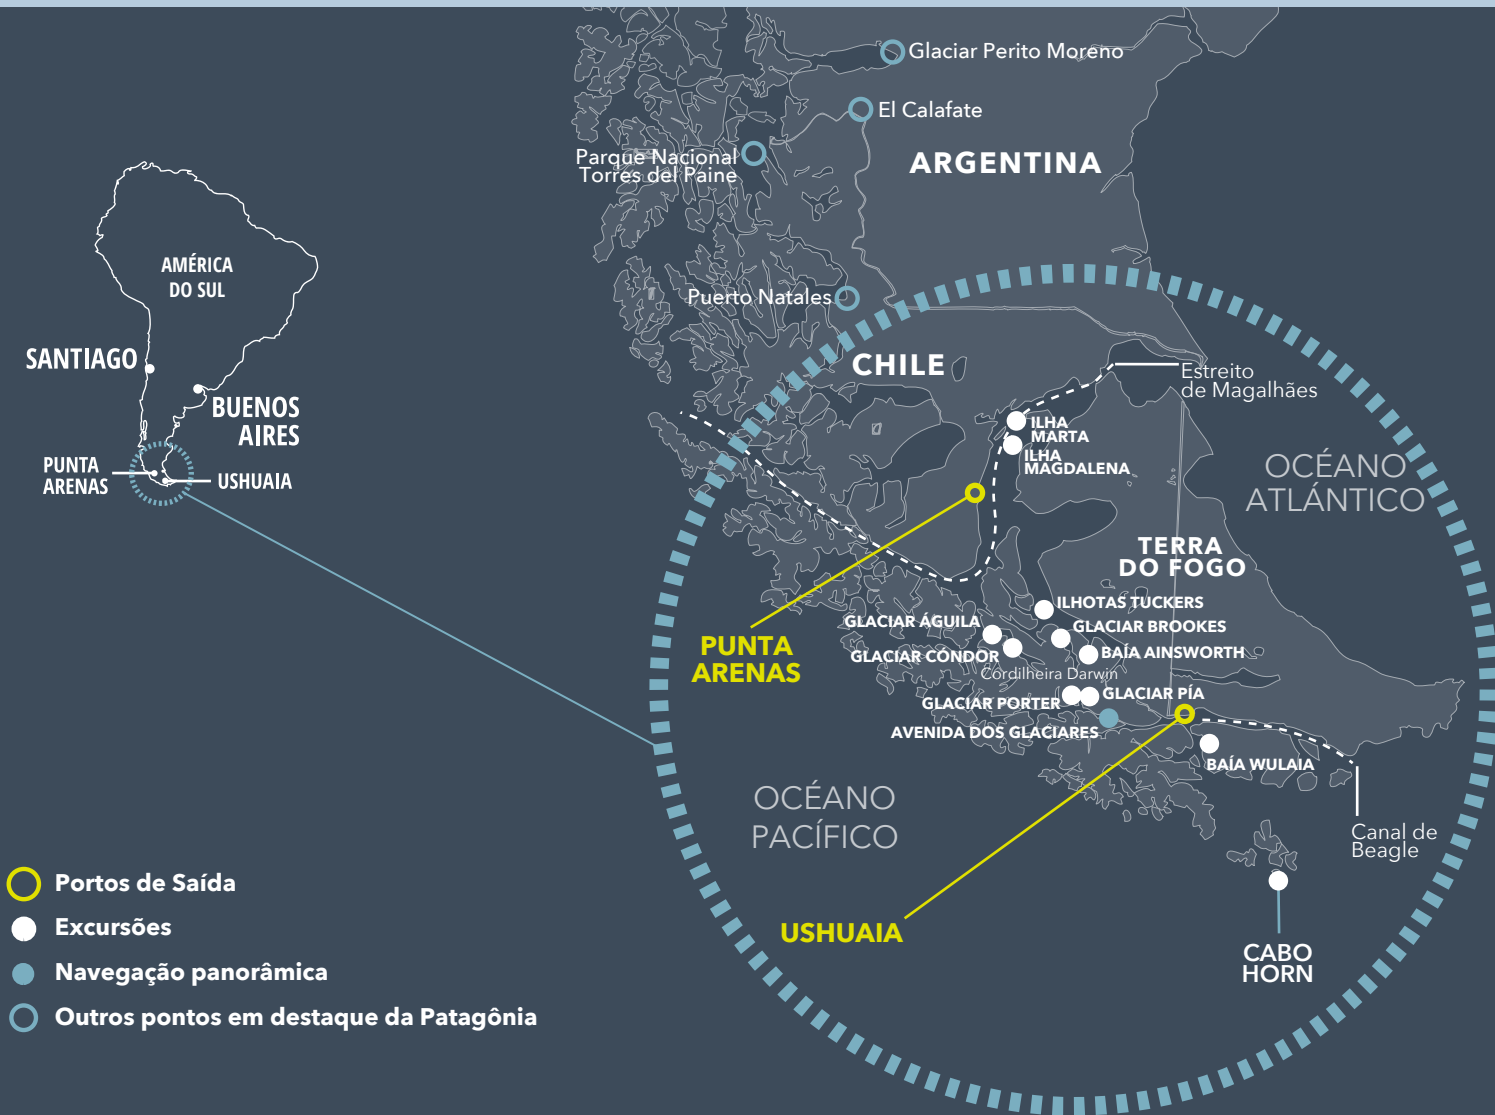 Glaciar Perito Moreno
El Calafate
Parque Nacional
Torres del Paine
ARGENTINA
Puerto Natales
CHILE
Estreito
de Magalhães
AMÉRICA
DO SUL
SANTIAGO
BUENOS
AIRES
PUNTA
ARENAS
USHUAIA
ILHA
MARTA
ILHA
MAGDALENA
OCÉANO
ATLÁNTICO
TERRA
DO FOGO
ILHOTAS TUCKERS
GLACIAR ÁGUILA
GLACIAR BROOKES
GLACIAR CÓNDOR
BAÍA AINSWORTH
Cordilheira Darwin
GLACIAR PORTER
GLACIAR PÍA
AVENIDA DOS GLACIARES
BAÍA WULAIA
PUNTA
ARENAS
OCÉANO
PACÍFICO
Canal de
Beagle
USHUAIA
CABO
HORN
Portos de Saída
Excursões
Navegação panorâmica
Outros pontos em destaque da Patagônia